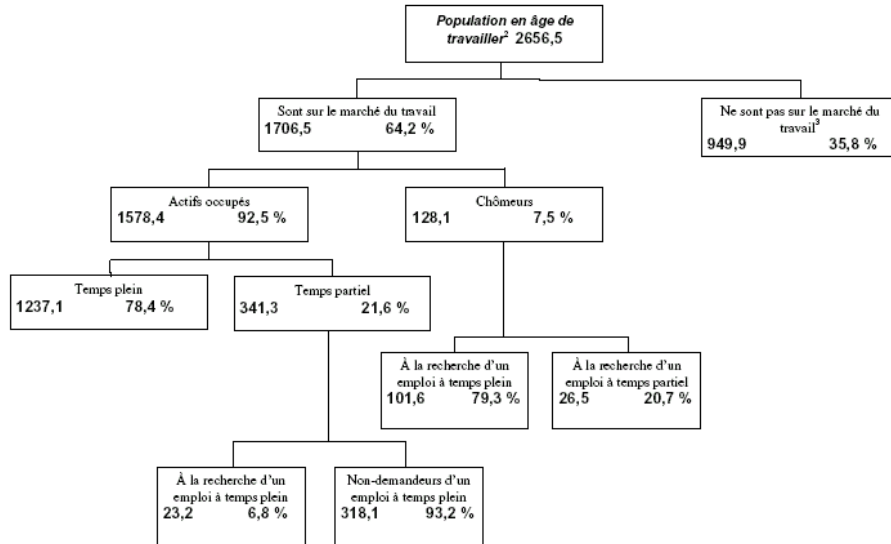 Population en âge de
travailler² 2656,5
Sont sur le marché du travail
1706,5 64,2 %
Ne sont pas sur le marché du
travail³
949,9 35,8 %
Actifs occupés
1578,4 92,5 %
Chômeurs
128,1 7,5 %
Temps plein
1237,1 78,4 %
Temps partiel
341,3 21,6 %
À la recherche d'un
emploi à temps plein
101,6 79,3 %
À la recherche d'un
emploi à temps partiel
26,5 20,7 %
À la recherche d'un
emploi à temps plein
23,2 6,8 %
Non-demandeurs d'un
emploi à temps plein
318,1 93,2 %